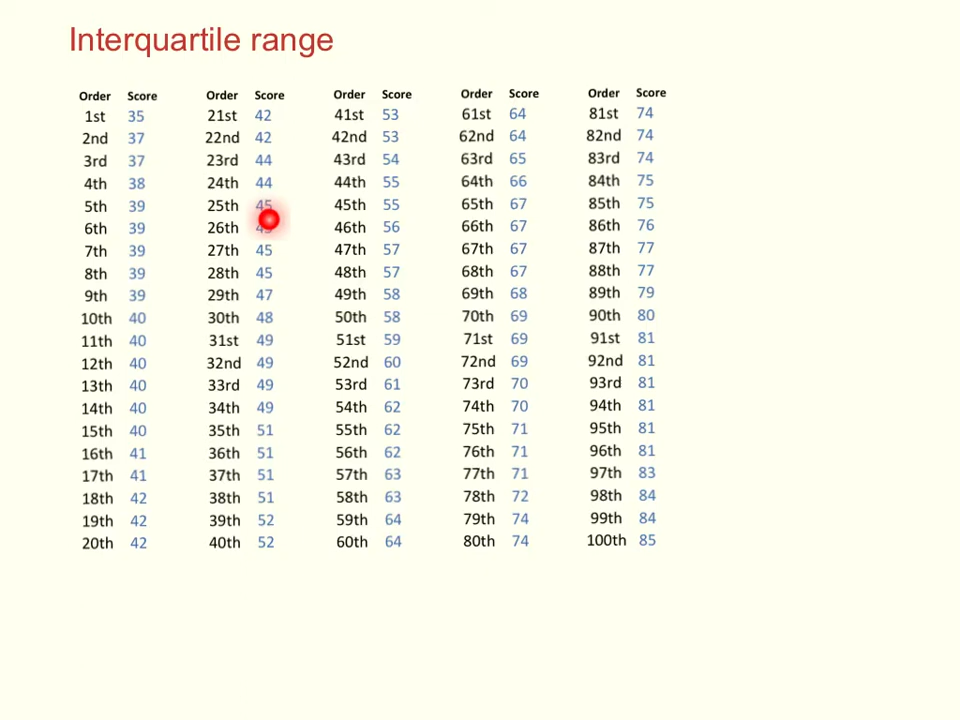 Interquartile range
Order Score Order Score Order Score Order Score Order Score
1st 35 21st 42 41st 53 61st 64 81st 74
2nd 37 22nd 42 42nd 53 62nd 64 82nd 74
3rd 37 23rd 44 43rd 54 63rd 65 83rd 74
4th 38 24th 44 44th 55 64th 66 84th 75
5th 39 25th 45 45th 55 65th 67 85th 75
6th 39 26th 46th 56 66th 67 86th 76
7th 39 27th 45 47th 57 67th 67 87th 77
8th 39 28th 45 48th 57 68th 67 88th 77
9th 39 29th 47 49th 58 69th 68 89th 79
10th 40 30th 48 50th 58 70th 69 90th 80
11th 40 31st 49 51st 59 71st 69 91st 81
12th 40 32nd 49 52nd 60 72nd 69 92nd 81
13th 40 33rd 49 53rd 61 73rd 70 93rd 81
14th 40 34th 49 54th 62 74th 70 94th 81
15th 40 35th 51 55th 62 75th 71 95th 81
16th 41 36th 51 56th 62 76th 71 96th 81
17th 41 37th 51 57th 63 77th 71 97th 83
18th 42 38th 51 58th 63 78th 72 98th 84
19th 42 39th 52 59th 64 79th 74 99th 84
20th 42 40th 52 60th 64 80th 74 100th 85